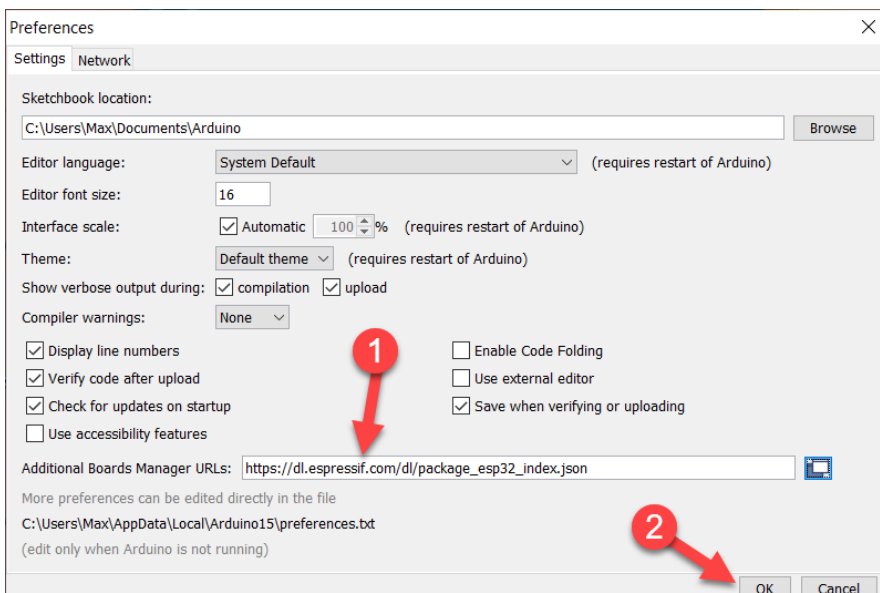 Preferences
Settings Network
Sketchbook location:
C:\Users\Max\Documents\Arduino Browse
Editor language: System Default (requires restart of Arduino)
Editor font size: 16
Interface scale: Automatic 100 % (requires restart of Arduino)
Theme: Default theme (requires restart of Arduino)
Show verbose output during: compilation upload
Compiler warnings: None
1
Display line numbers Enable Code Folding
Verify code after upload Use external editor
Check for updates on startup Save when verifying or uploading
Use accessibility features
Additional Boards Manager URLs: https://dl.espressif.com/dl/package_esp32_index.json
More preferences can be edited directly in the file
C:\Users\Max\AppData\Local\Arduino15\preferences.txt
2
(edit only when Arduino is not running)
OK Cancel